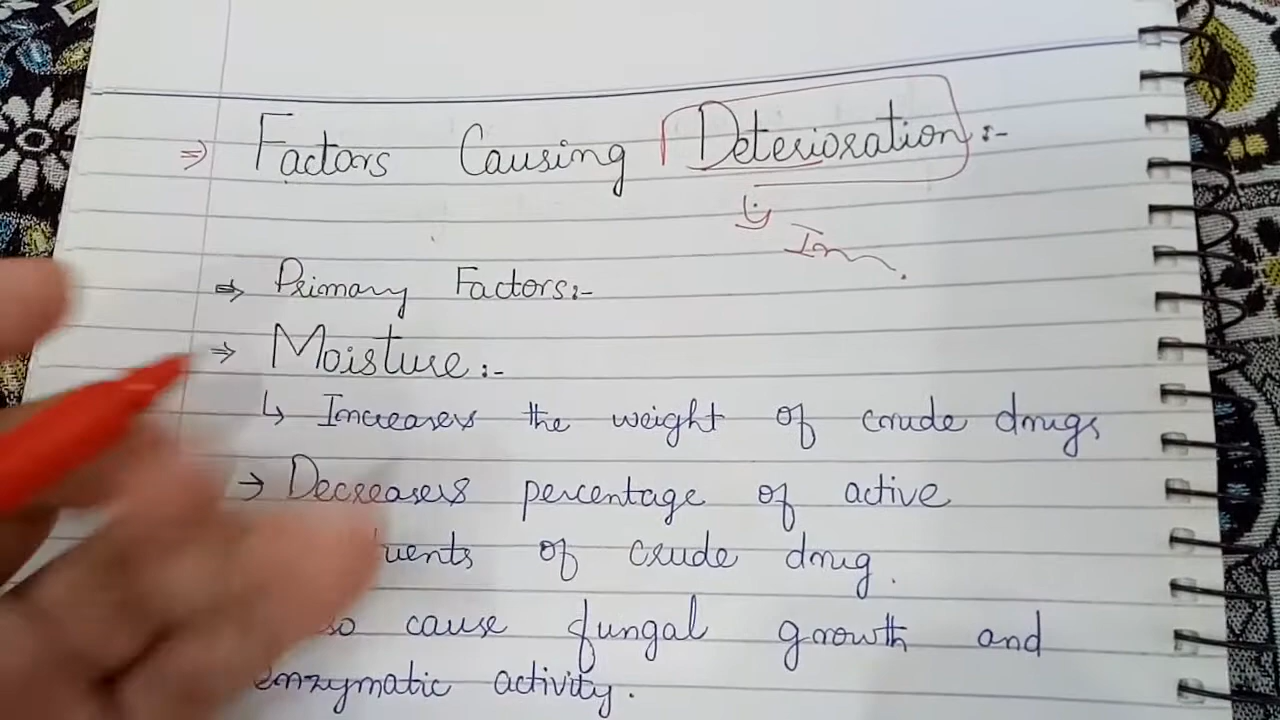 ⇒ Factors Causing Deterioration :-
⇒ Primary Factors:-
⇒ Moisture :-
↳ Increases the weight of crude drugs
→ Decreases percentage of active
of crude drug.
cause fungal growth and
enzymatic activity.